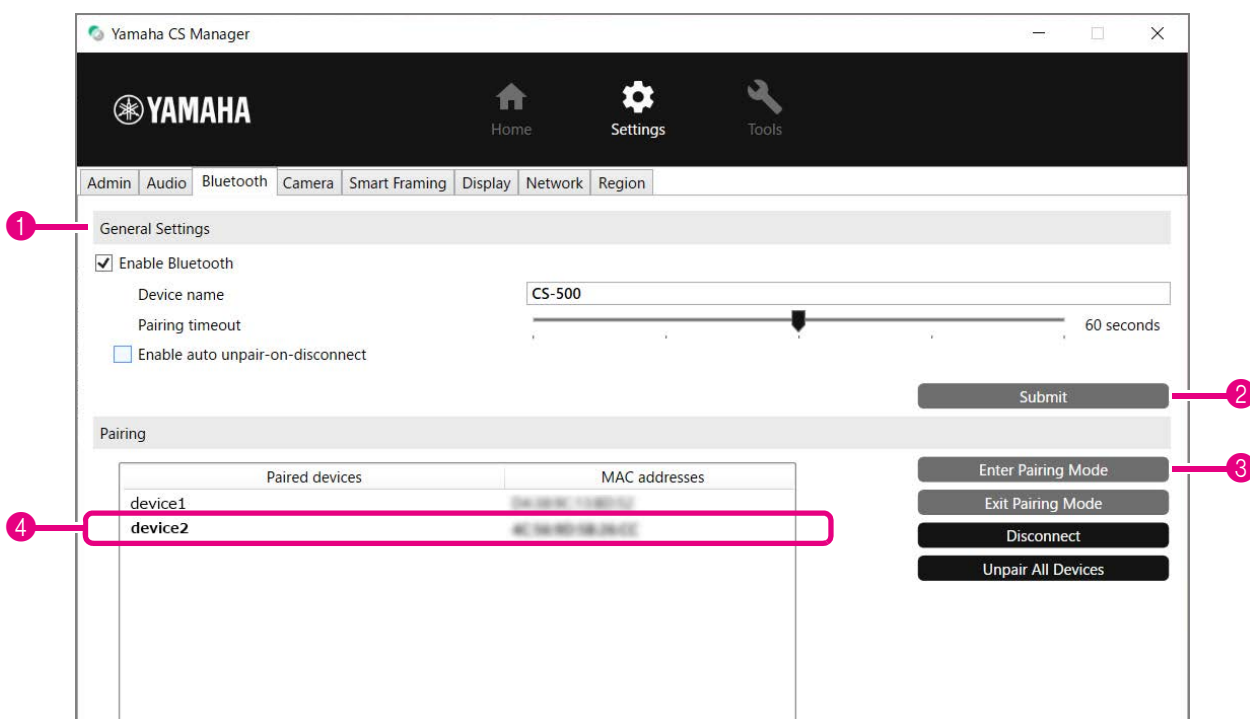 Yamaha CS Manager
YAMAHA
Home Settings Tools
Admin Audio Bluetooth Camera Smart Framing Display Network Region
1 General Settings
Enable Bluetooth
Device name CS-500
Pairing timeout 60 seconds
Enable auto unpair-on-disconnect
Submit 2
Pairing
Paired devices MAC addresses Enter Pairing Mode 3
device1 Exit Pairing Mode
4 device2
Disconnect
Unpair All Devices